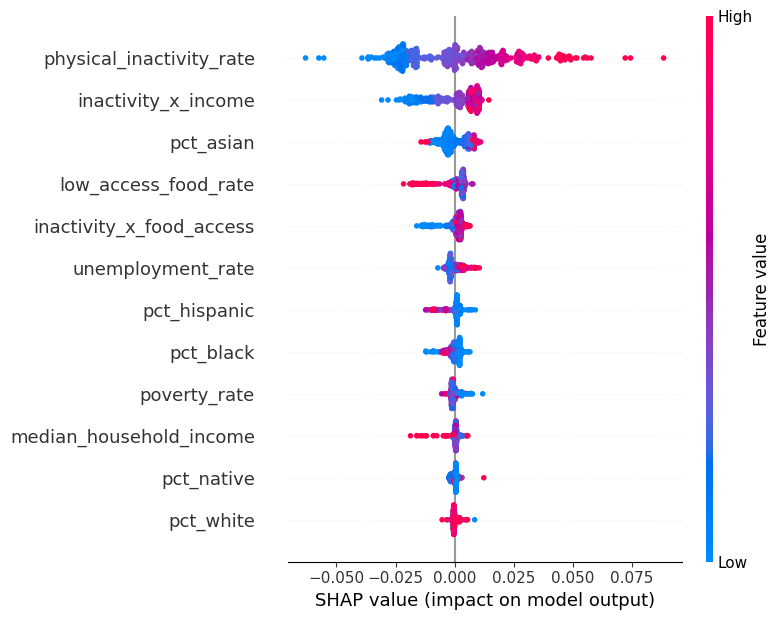 High
physical_inactivity_rate
inactivity_x_income
pct_asian
low_access_food_rate
inactivity_x_food_access
unemployment_rate
pct_hispanic
pct_black
poverty_rate
median_household_income
pct_native
pct_white
Feature value
Low
−0.050 −0.025 0.000 0.025 0.050 0.075
SHAP value (impact on model output)